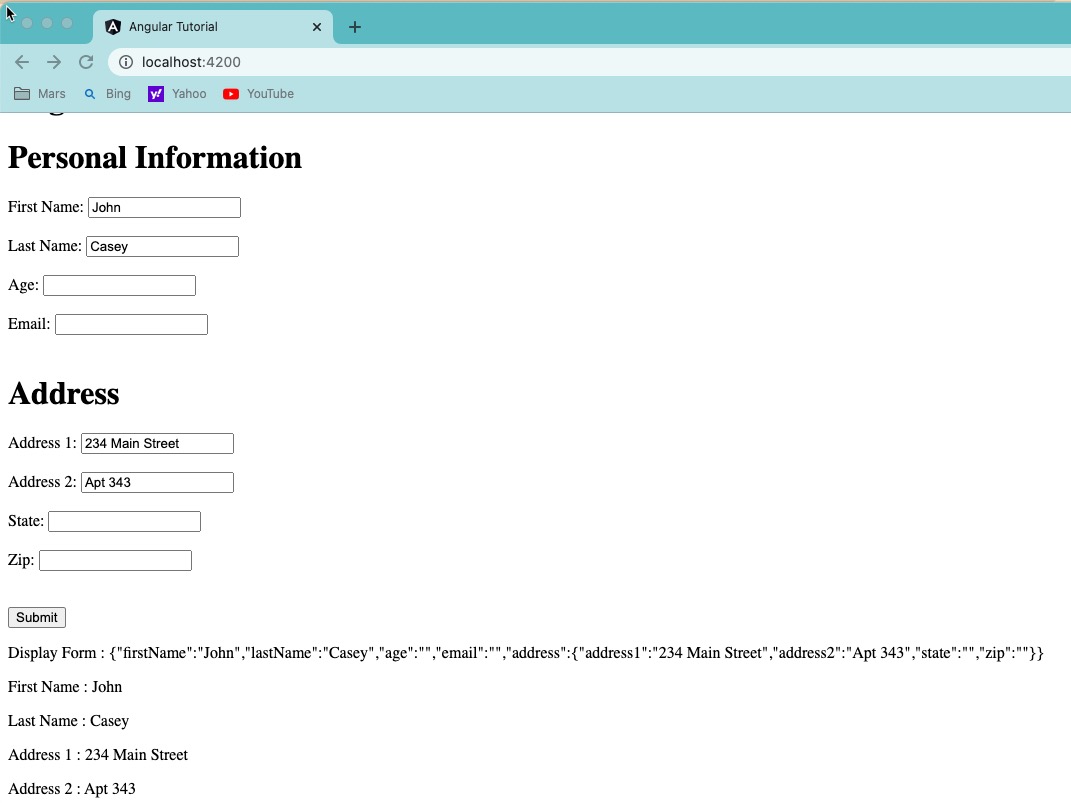 Angular Tutorial
localhost:4200
Mars Bing Yahoo YouTube
Personal Information
First Name: John
Last Name: Casey
Age:
Email:
Address
Address 1: 234 Main Street
Address 2: Apt 343
State:
Zip:
Submit
Display Form : {"firstName":"John","lastName":"Casey","age":"","email":"","address":{"address1":"234 Main Street","address2":"Apt 343","state":"","zip":""}}
First Name : John
Last Name : Casey
Address 1 : 234 Main Street
Address 2 : Apt 343